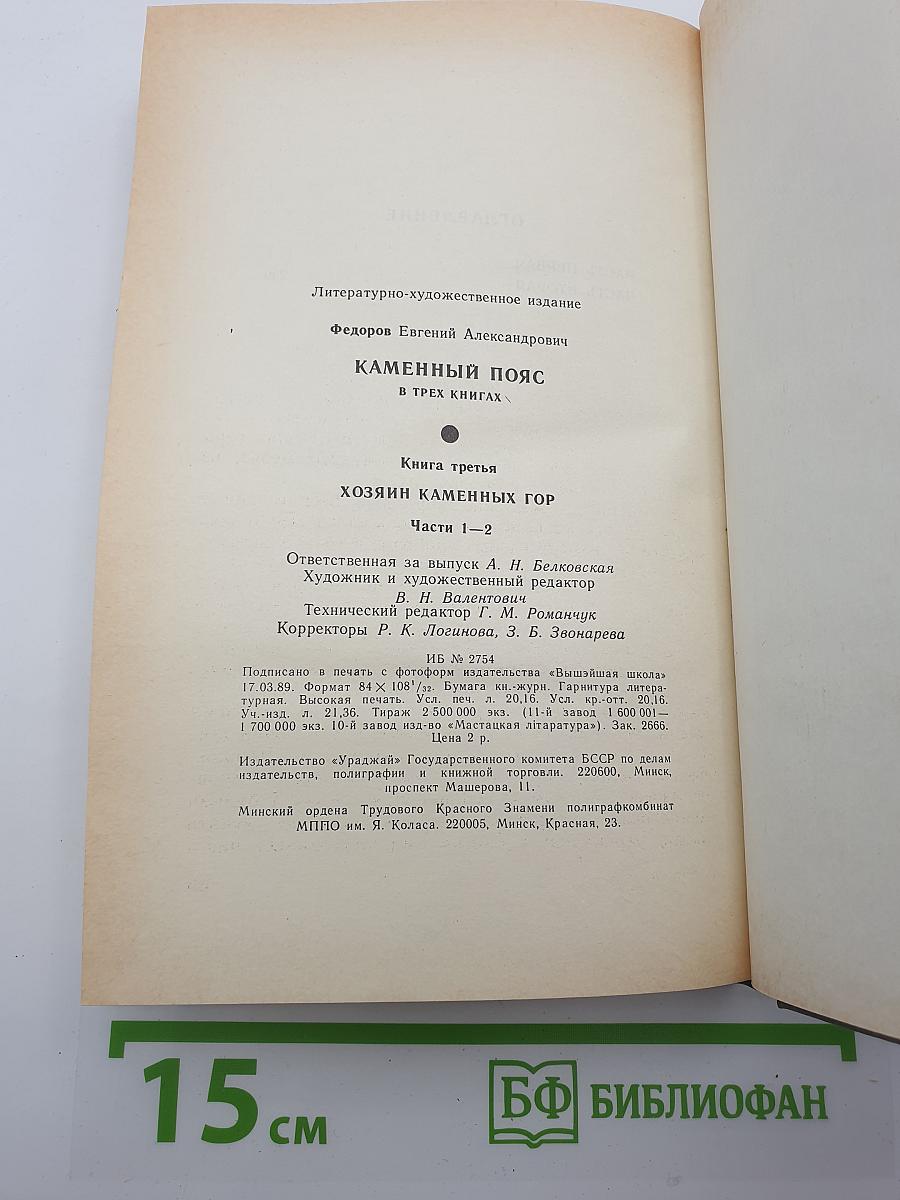 Литературно-художественное издание
Федоров Евгений Александрович
КАМЕННЫЙ ПОЯС
В ТРЕХ КНИГАХ
Книга третья
ХОЗЯИН КАМЕННЫХ ГОР
Части 1—2
Ответственная за выпуск А. Н. Белковская
Художник и художественный редактор
В. Н. Валентович
Технический редактор Г. М. Романчук
Корректоры Р. К. Логинова, З. Б. Звонарева
ИБ № 2754
Подписано в печать с фотоформ издательства «Вышэйшая школа»
17.03.89. Формат 84×108¹/₃₂. Бумага кн.-журн. Гарнитура литера-
турная. Высокая печать. Усл. печ. л. 20,16. Усл. кр.-отт. 20,16.
Уч.-изд. л. 21,36. Тираж 2 500 000 экз. (11-й завод 1 600 001—
1 700 000 экз. 10-й завод изд-во «Мастацкая літаратура»). Зак. 2666.
Цена 2 р.
Издательство «Ураджай» Государственного комитета БССР по делам
издательств, полиграфии и книжной торговли. 220600, Минск,
проспект Машерова, 11.
Минский ордена Трудового Красного Знамени полиграфкомбинат
МППО им. Я. Коласа. 220005, Минск, Красная, 23.
15 см
БФ БИБЛИОФАН